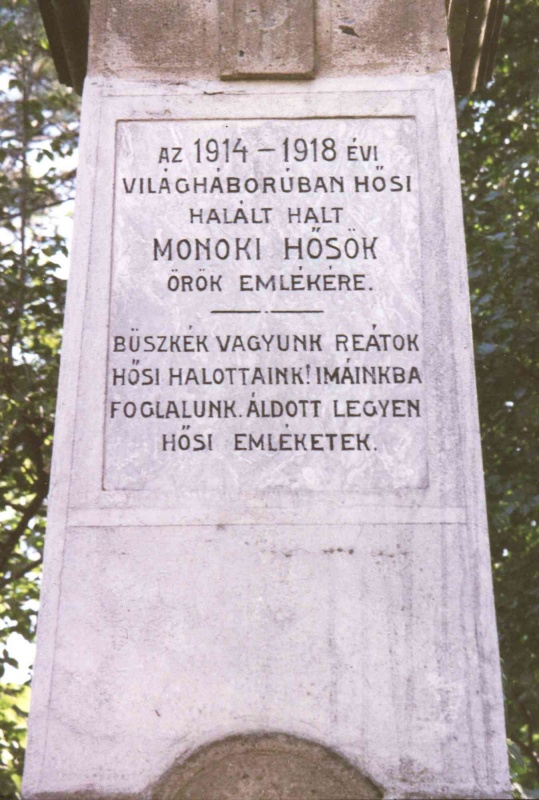 AZ 1914 – 1918 ÉVI
VILÁGHÁBORÚBAN HŐSI
HALÁLT HALT
MONOKI HŐSÖK
ÖRÖK EMLÉKÉRE.
BÜSZKÉK VAGYUNK REÁTOK
HŐSI HALOTTAINK! IMÁINKBA
FOGLALUNK. ÁLDOTT LEGYEN
HŐSI EMLÉKETEK.